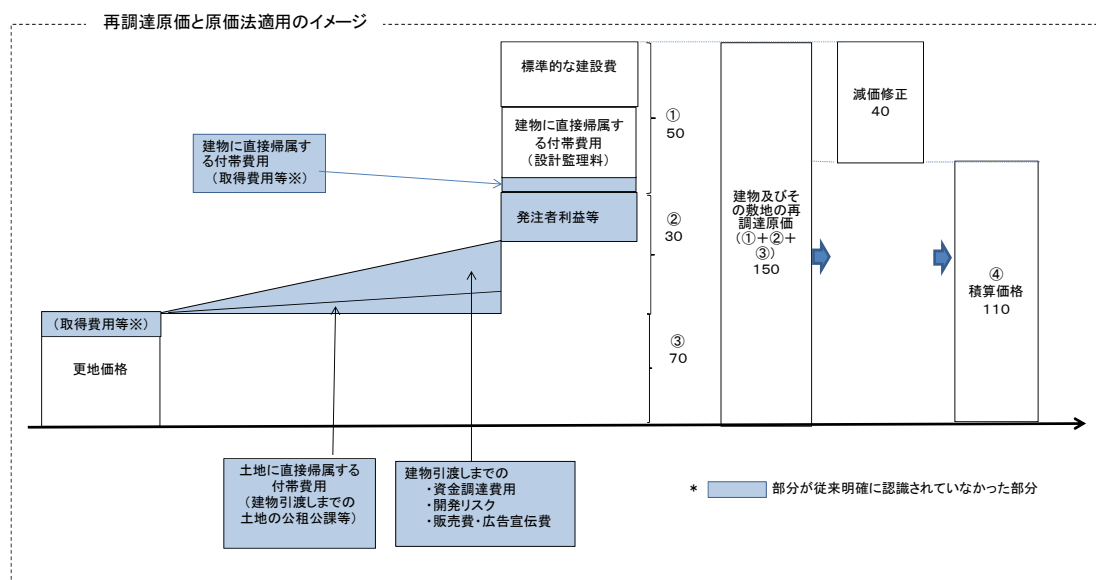 再調達原価と原価法適用のイメージ
標準的な建設費
建物に直接帰属す
る付帯費用
(設計監理料)
建物に直接帰属す
る付帯費用
(取得費用等※)
発注者利益等
(取得費用等※)
更地価格
①
50
②
30
③
70
建物及びそ
の敷地の再
調達原価
(①+②+
③)
150
減価修正
40
④
積算価格
110
土地に直接帰属する
付帯費用
(建物引渡しまでの
土地の公租公課等)
建物引渡しまでの
・資金調達費用
・開発リスク
・販売費・広告宣伝費
* 部分が従来明確に認識されていなかった部分